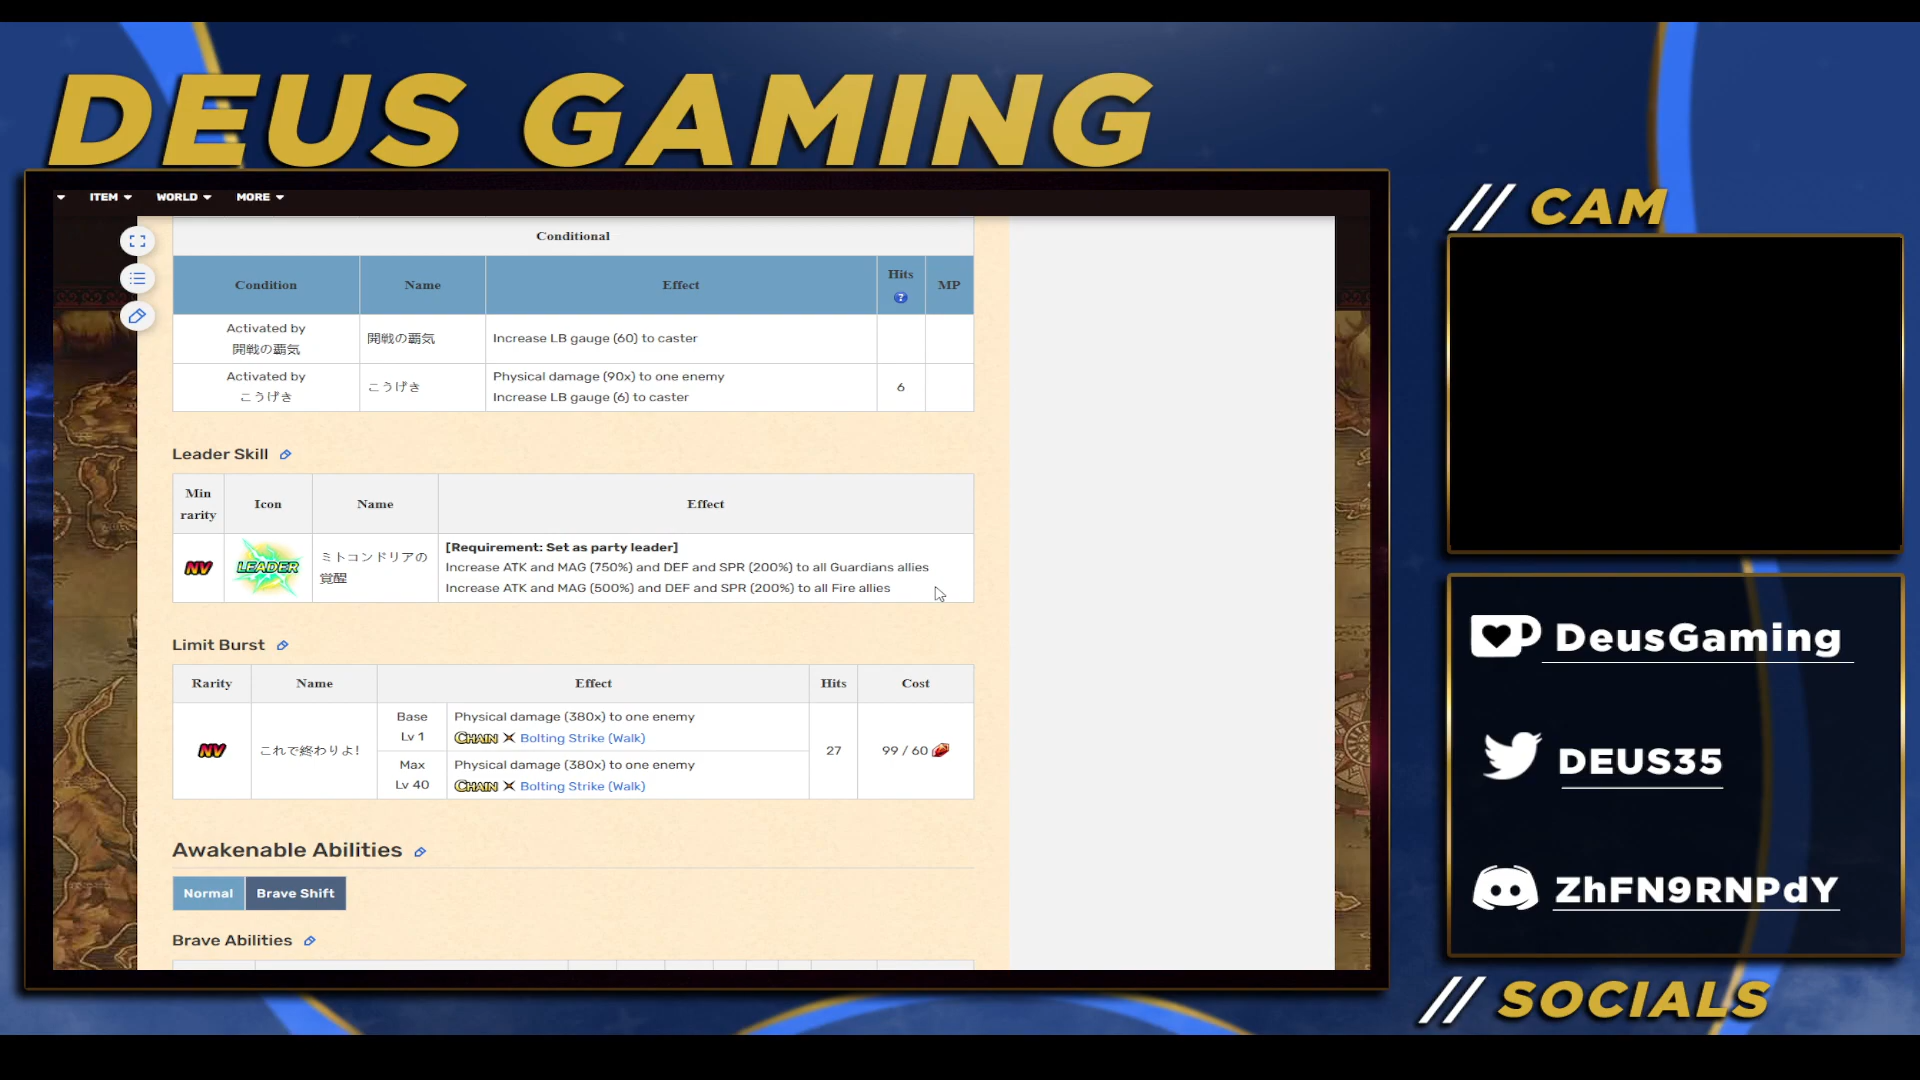 DEUS GAMING
ITEM WORLD MORE
Conditional
Condition Name Effect Hits ? MP
Activated by
開戦の覇気
開戦の覇気
Increase LB gauge (60) to caster
Activated by
こうげき
こうげき
Physical damage (90x) to one enemy
Increase LB gauge (6) to caster
6
Leader Skill
Min
rarity
Icon Name Effect
NV
LEADER
ミトコンドリアの
覚醒
[Requirement: Set as party leader]
Increase ATK and MAG (750%) and DEF and SPR (200%) to all Guardians allies
Increase ATK and MAG (500%) and DEF and SPR (200%) to all Fire allies
Limit Burst
Rarity Name Effect Hits Cost
NV
これで終わりよ!
Base
Lv 1
Physical damage (380x) to one enemy
CHAIN Bolting Strike (Walk)
Max
Lv 40
Physical damage (380x) to one enemy
CHAIN Bolting Strike (Walk)
27
99 / 60
Awakenable Abilities
Normal Brave Shift
Brave Abilities
// CAM
DeusGaming
DEUS35
ZhFN9RNPdY
// SOCIALS